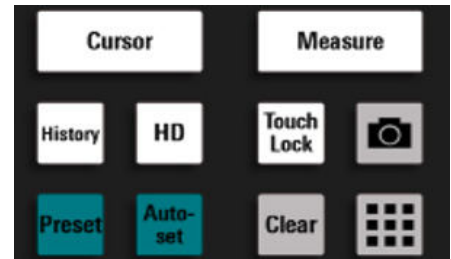 Cursor
Measure
History
HD
Touch
Lock
Preset
Auto-
set
Clear